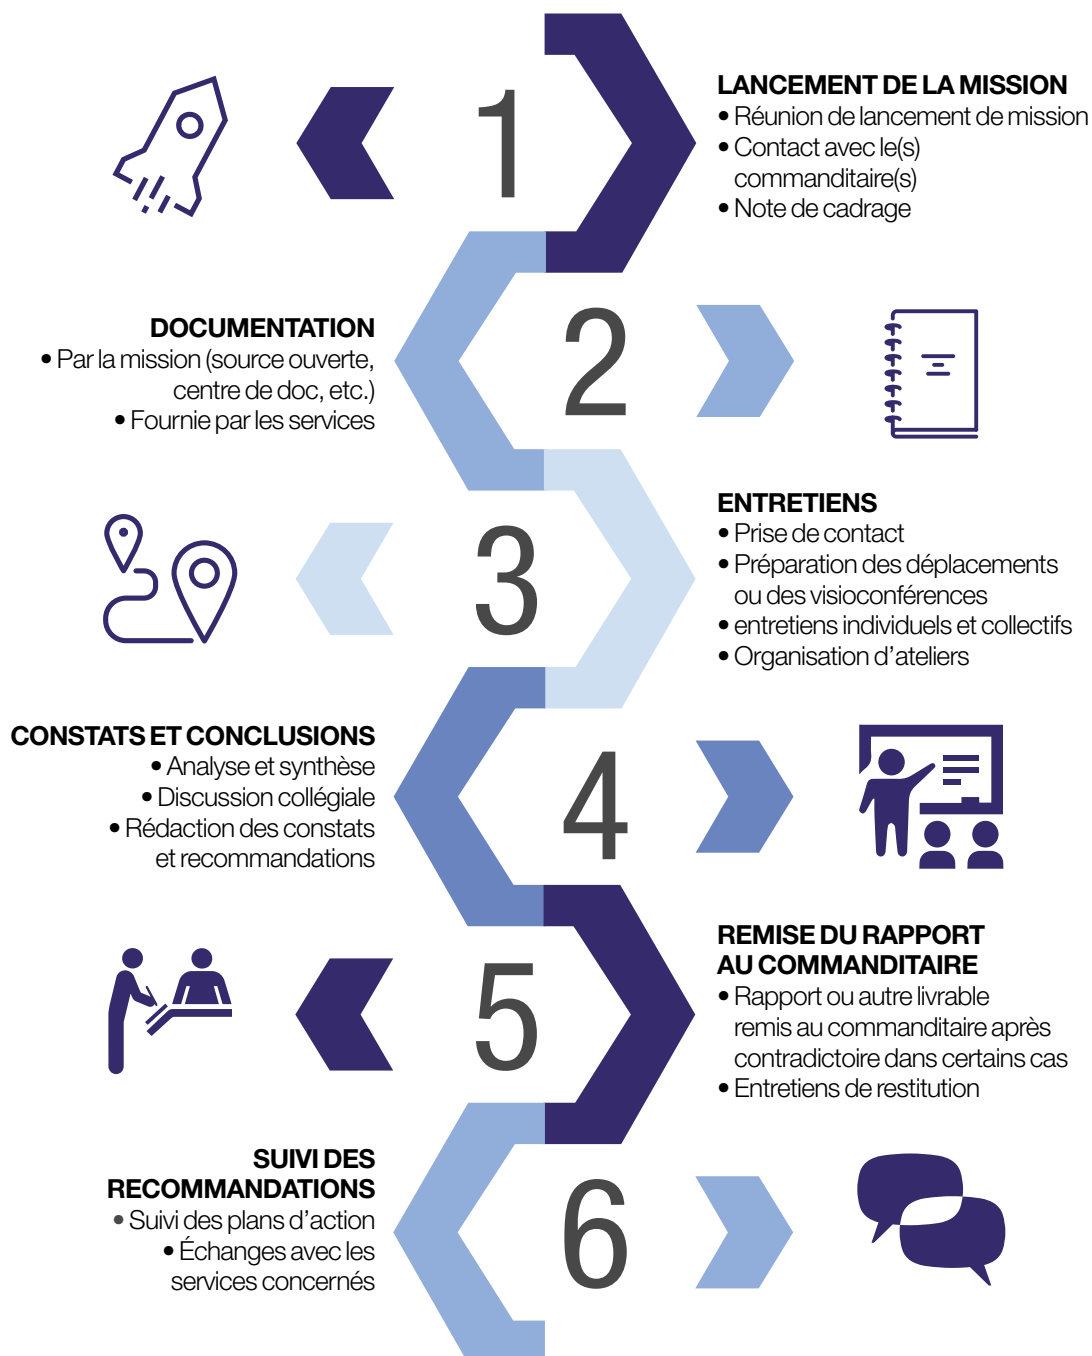 1
LANCEMENT DE LA MISSION
• Réunion de lancement de mission
• Contact avec le(s)
commanditaire(s)
• Note de cadrage
2
DOCUMENTATION
• Par la mission (source ouverte,
centre de doc, etc.)
• Fournie par les services
3
ENTRETIENS
• Prise de contact
• Préparation des déplacements
ou des visioconférences
• entretiens individuels et collectifs
• Organisation d’ateliers
4
CONSTATS ET CONCLUSIONS
• Analyse et synthèse
• Discussion collégiale
• Rédaction des constats
et recommandations
5
REMISE DU RAPPORT
AU COMMANDITAIRE
• Rapport ou autre livrable
remis au commanditaire après
contradictoire dans certains cas
• Entretiens de restitution
6
SUIVI DES
RECOMMANDATIONS
• Suivi des plans d’action
• Échanges avec les
services concernés